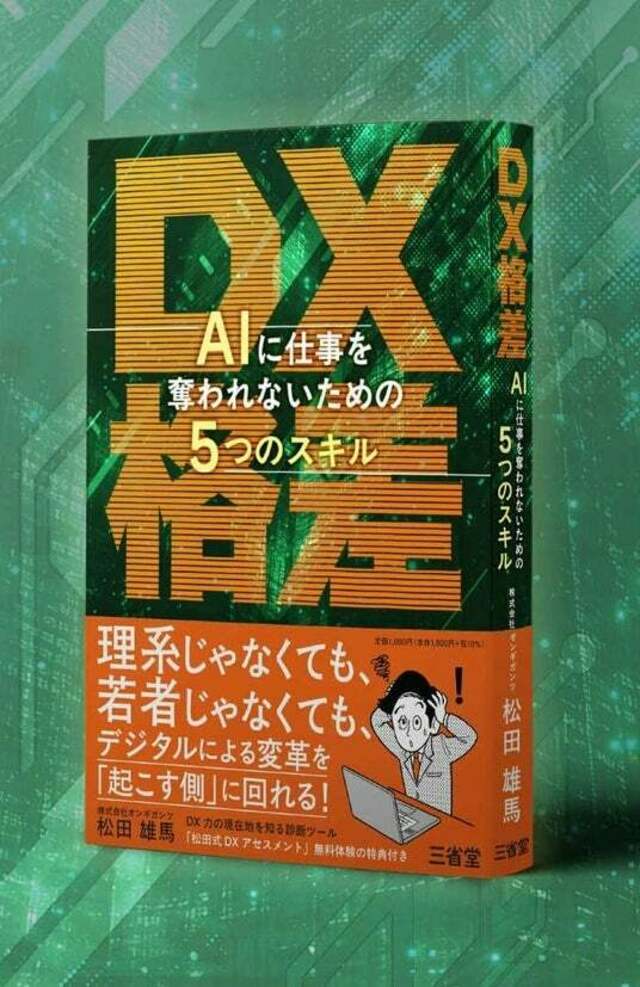 DX
格差
AIに仕事を
奪われないための
5つのスキル
理系じゃなくても、
若者じゃなくても、
デジタルによる変革を
「起こす側」に回れる!
株式会社オンギガンツ
松田 雄馬
DX力の現在地を知る診断ツール
「松田式DXアセスメント」無料体験の特典付き
!
三省堂
DX格差
AIに仕事を奪われないための
5つのスキル
株式会社オンギガンツ
松田 雄馬
三省堂